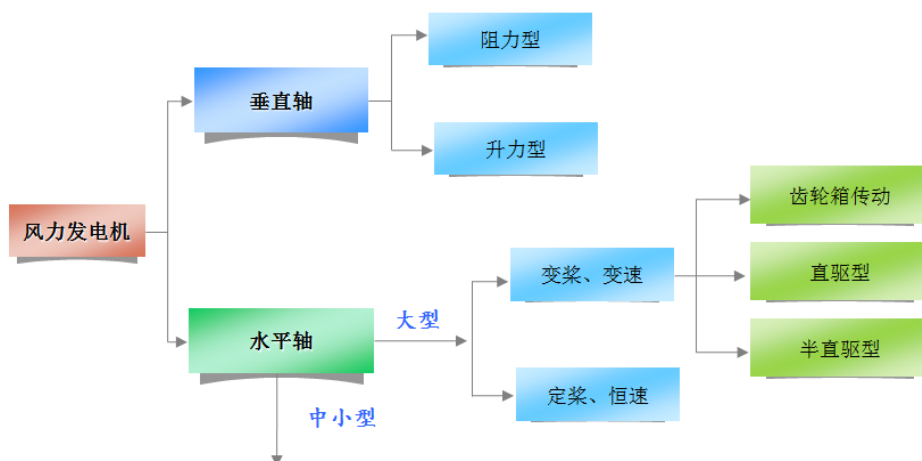 阻力型
垂直轴
升力型
齿轮箱传动
风力发电机
变桨、变速
直驱型
大型
水平轴
半直驱型
定桨、恒速
中小型